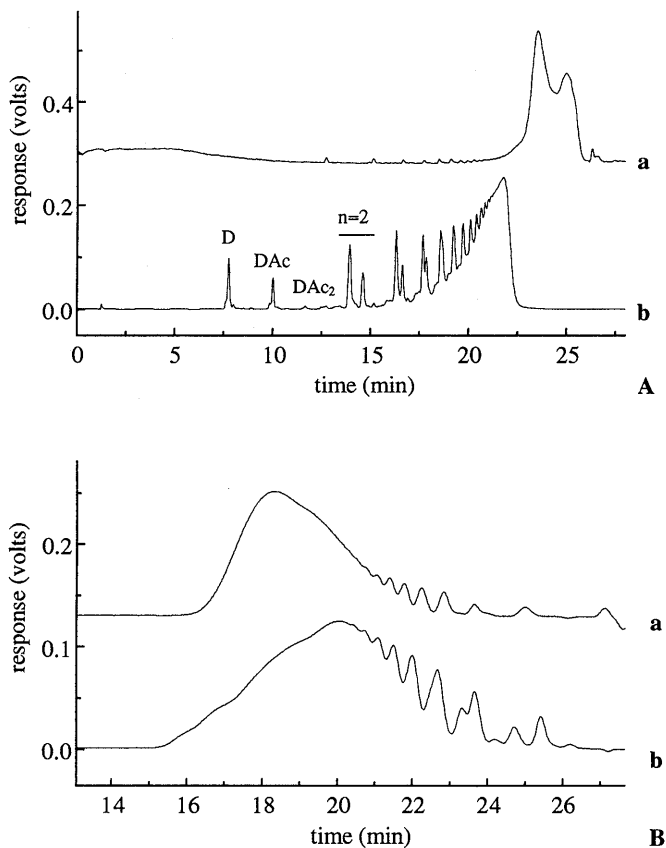 response (volts)
0.4
0.2
0.0
a
D
DAc
DAc₂
n=2
b
0
5
10
15
20
25
time (min)
A
response (volts)
0.2
0.1
0.0
a
b
14
16
18
20
22
24
26
time (min)
B